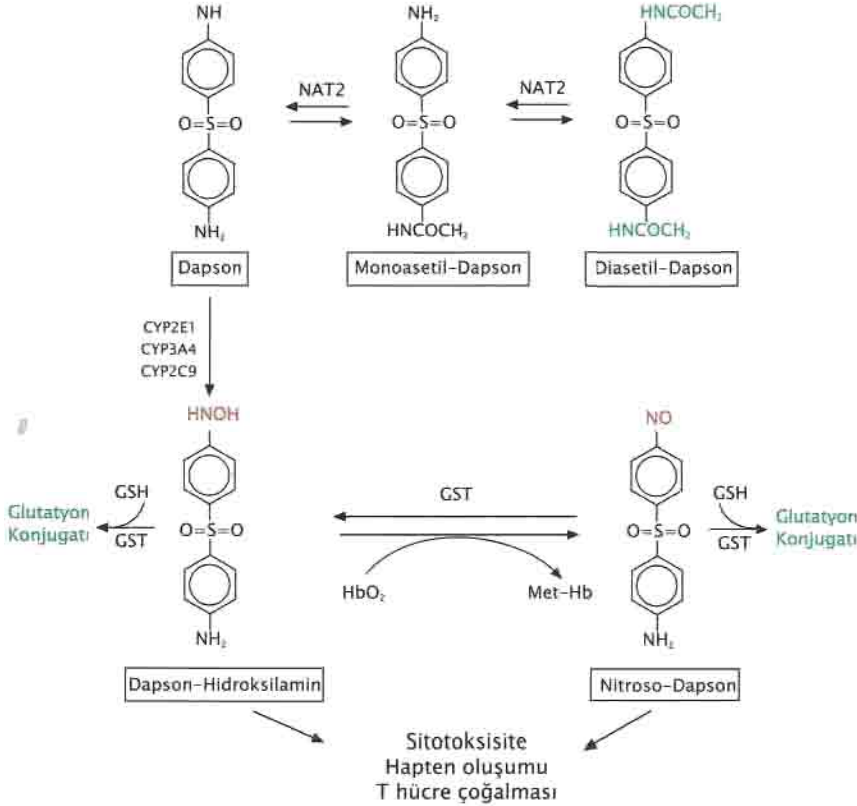 NH
NH₂
HNCOCH₃
NAT2
NAT2
O=S=O
O=S=O
O=S=O
NH₂
HNCOCH₃
HNCOCH₃
Dapson
Monoasetil-Dapson
Diasetil-Dapson
CYP2E1
CYP3A4
CYP2C9
HNOH
NO
GSH
GST
GSH
Glutatyon
Konjugatı
GST
O=S=O
O=S=O
GST
Glutatyon
Konjugatı
HbO₂
Met-Hb
NH₂
NH₂
Dapson-Hidroksilamin
Nitroso-Dapson
Sitotoksisite
Hapten oluşumu
T hücre çoğalması